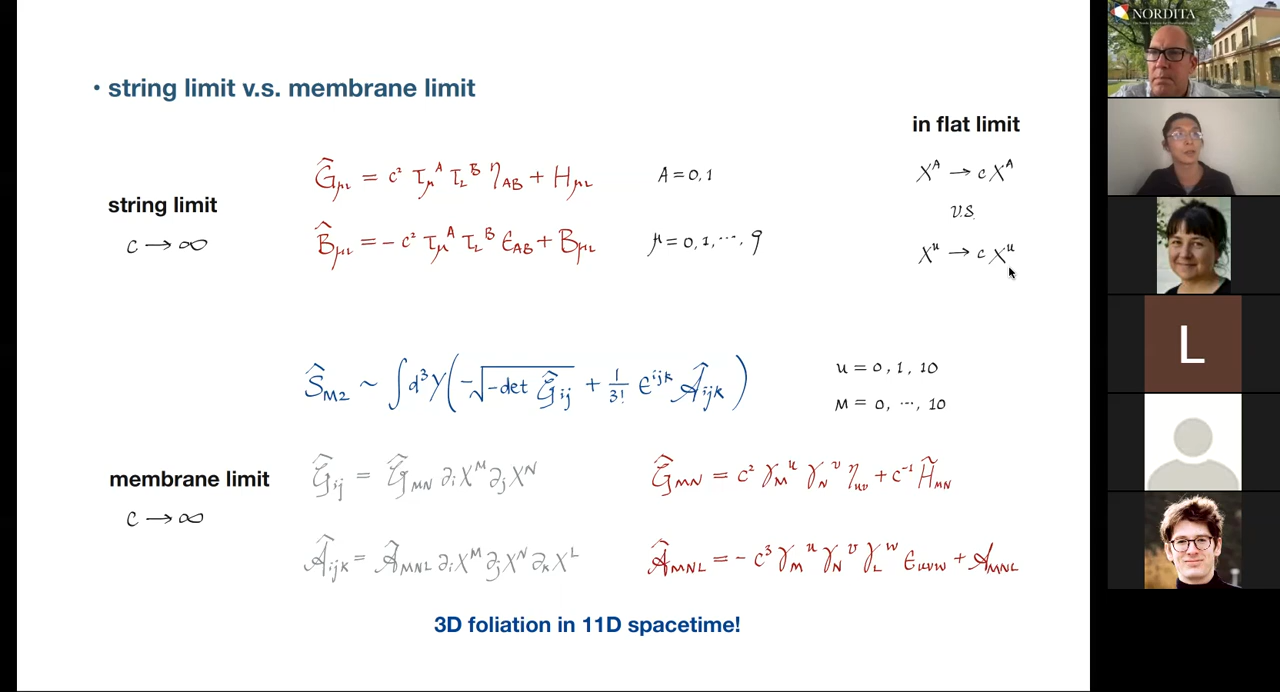 • string limit v.s. membrane limit
in flat limit
string limit
c → ∞
Ĝ_μν = c² τ_μ^A τ_ν^B η_AB + H_μν
A = 0, 1
X^A → c X^A
v.s.
B̂_μν = − c² τ_μ^A τ_ν^B ϵ_AB + B_μν
μ = 0, 1, ⋯, 9
X^u → c X^u
Ŝ_M2 ~ ∫ d³Y ( −√(−det Ĝ_ij) + 1/3! ϵ^ijk Â_ijk )
u = 0, 1, 10
M = 0, ⋯, 10
membrane limit
c → ∞
Ĝ_ij = Ĝ_MN ∂_i X^M ∂_j X^N
Ĝ_MN = c² γ_M^u γ_N^v η_uv + c⁻¹ H̃_MN
Â_ijk = Â_MNL ∂_i X^M ∂_j X^N ∂_k X^L
Â_MNL = − c³ γ_M^u γ_N^v γ_L^w ϵ_uvw + A_MNL
3D foliation in 11D spacetime!
NORDITA
L